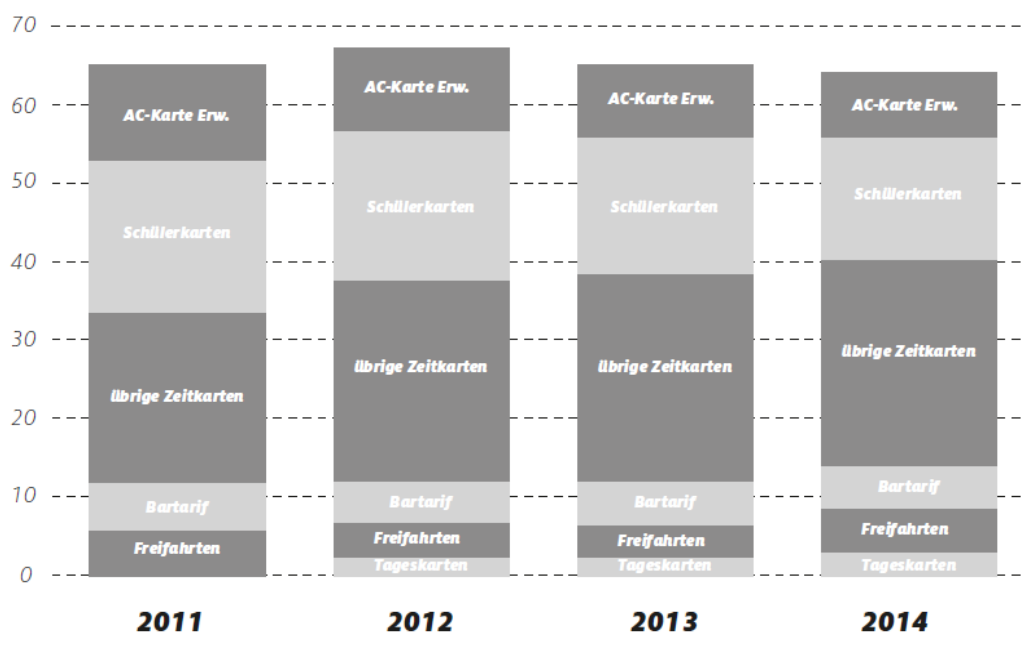 70
60
50
40
30
20
10
0
AC-Karte Erw.
Schülerkarten
übrige Zeitkarten
Bartarif
Freifahrten
AC-Karte Erw.
Schülerkarten
übrige Zeitkarten
Bartarif
Freifahrten
Tageskarten
AC-Karte Erw.
Schülerkarten
übrige Zeitkarten
Bartarif
Freifahrten
Tageskarten
AC-Karte Erw.
Schülerkarten
übrige Zeitkarten
Bartarif
Freifahrten
Tageskarten
2011 2012 2013 2014